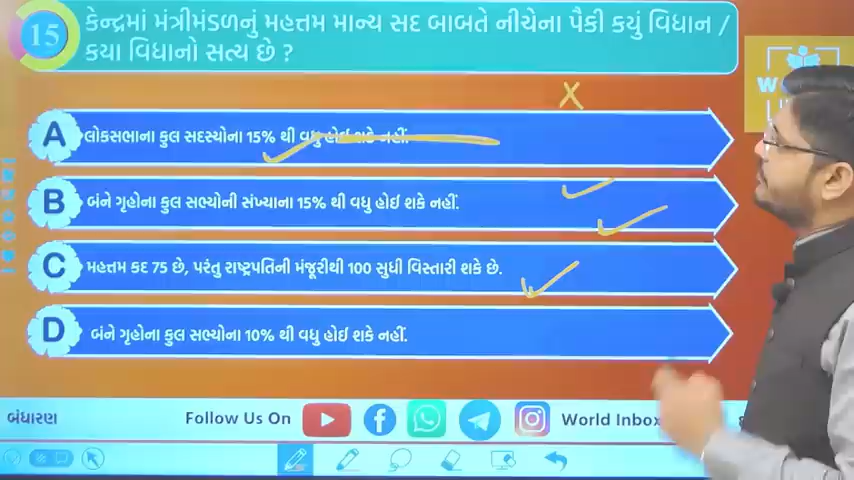 15
કેન્દ્રમાં મંત્રીમંડળનું મહત્તમ માન્ય સદ બાબતે નીચેના પૈકી કયું વિધાન /
કયા વિધાનો સત્ય છે ?
A લોકસભાના કુલ સદસ્યોના 15% થી વધુ હોઈ શકે નહીં.
B બંને ગૃહોના કુલ સભ્યોની સંખ્યાના 15% થી વધુ હોઈ શકે નહીં.
C મહત્તમ કદ 75 છે, પરંતુ રાષ્ટ્રપતિની મંજૂરીથી 100 સુધી વિસ્તારી શકે છે.
D બંને ગૃહોના કુલ સભ્યોના 10% થી વધુ હોઈ શકે નહીં.
બંધારણ Follow Us On World Inbox